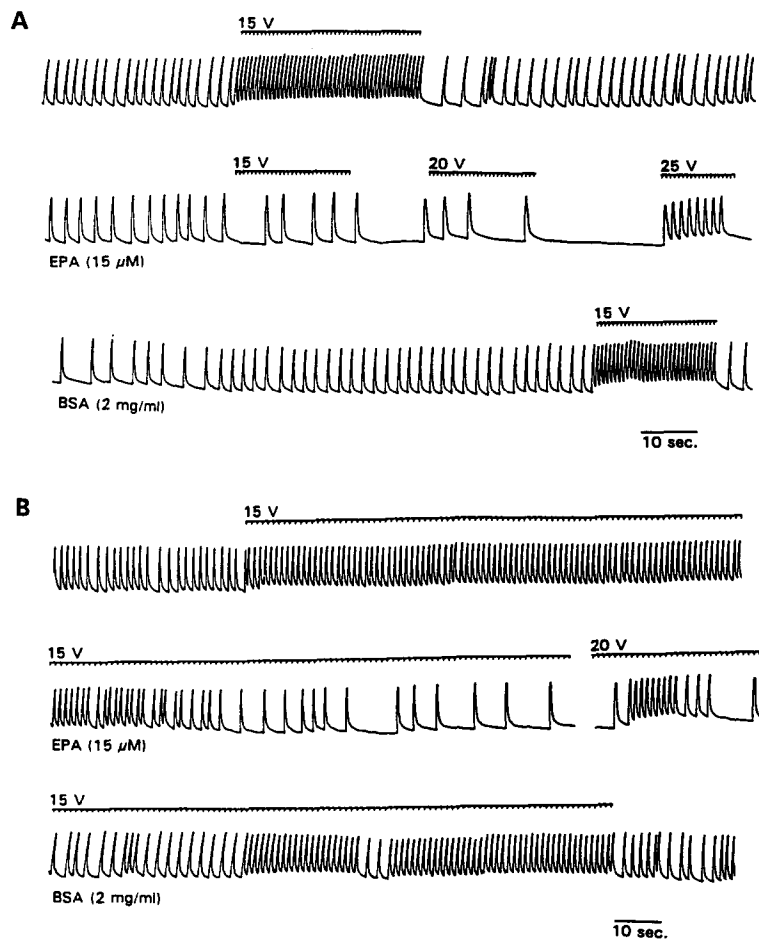 A
15 V
15 V 20 V 25 V
EPA (15 µM)
15 V
BSA (2 mg/ml)
10 sec.
B
15 V
15 V 20 V
EPA (15 µM)
15 V
BSA (2 mg/ml)
10 sec.